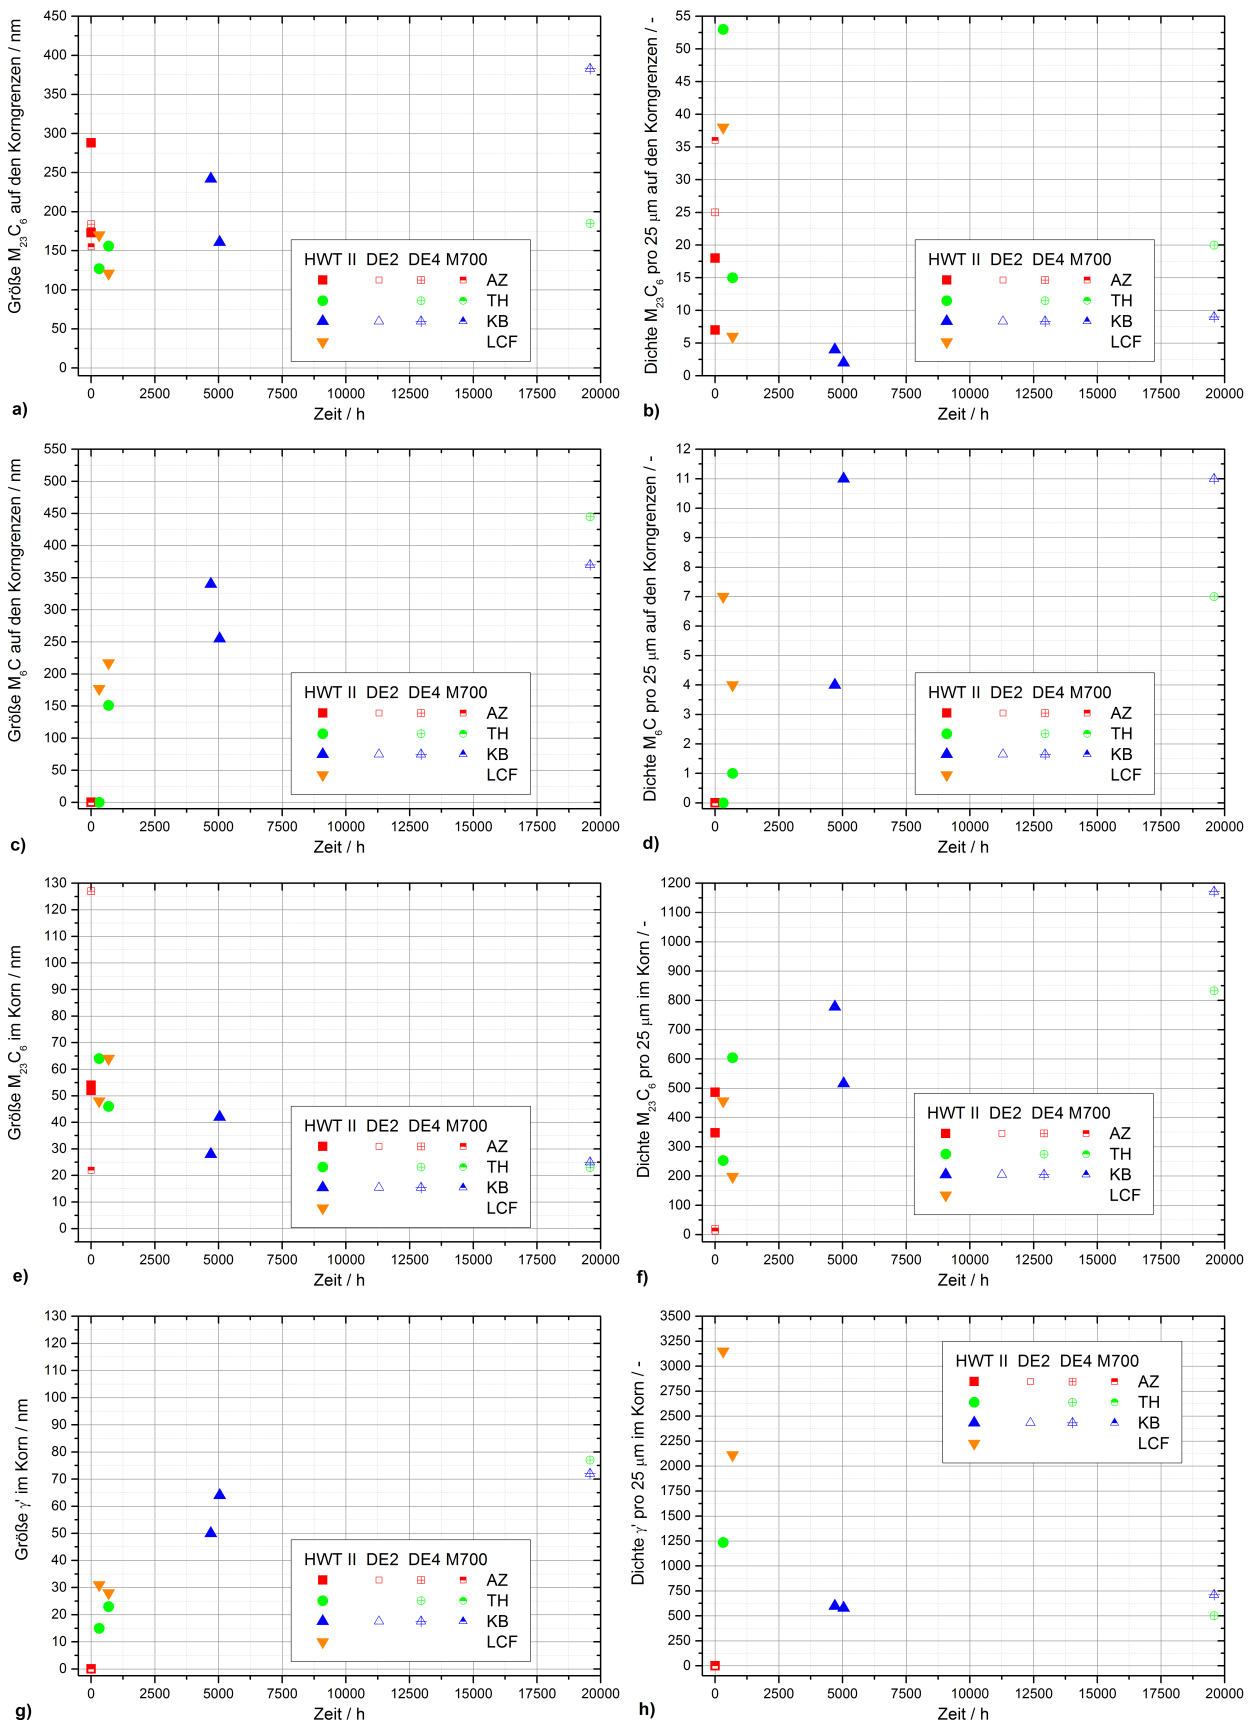 Größe M23C6 auf den Korngrenzen / nm
450
400
350
300
250
200
150
100
50
0
HWT II DE2 DE4 M700
AZ
TH
KB
LCF
0 2500 5000 7500 10000 12500 15000 17500 20000
Zeit / h
a)
Dichte M23C6 pro 25 µm auf den Korngrenzen / -
55
50
45
40
35
30
25
20
15
10
5
0
HWT II DE2 DE4 M700
AZ
TH
KB
LCF
0 2500 5000 7500 10000 12500 15000 17500 20000
Zeit / h
b)
Größe M6C auf den Korngrenzen / nm
550
500
450
400
350
300
250
200
150
100
50
0
HWT II DE2 DE4 M700
AZ
TH
KB
LCF
0 2500 5000 7500 10000 12500 15000 17500 20000
Zeit / h
c)
Dichte M6C pro 25 µm auf den Korngrenzen / -
12
11
10
9
8
7
6
5
4
3
2
1
0
HWT II DE2 DE4 M700
AZ
TH
KB
LCF
0 2500 5000 7500 10000 12500 15000 17500 20000
Zeit / h
d)
Größe M23C6 im Korn / nm
130
120
110
100
90
80
70
60
50
40
30
20
10
0
HWT II DE2 DE4 M700
AZ
TH
KB
LCF
0 2500 5000 7500 10000 12500 15000 17500 20000
Zeit / h
e)
Dichte M23C6 pro 25 µm im Korn / -
1200
1100
1000
900
800
700
600
500
400
300
200
100
0
HWT II DE2 DE4 M700
AZ
TH
KB
LCF
0 2500 5000 7500 10000 12500 15000 17500 20000
Zeit / h
f)
Größe γ' im Korn / nm
130
120
110
100
90
80
70
60
50
40
30
20
10
0
HWT II DE2 DE4 M700
AZ
TH
KB
LCF
0 2500 5000 7500 10000 12500 15000 17500 20000
Zeit / h
g)
Dichte γ' pro 25 µm im Korn / -
3500
3250
3000
2750
2500
2250
2000
1750
1500
1250
1000
750
500
250
0
HWT II DE2 DE4 M700
AZ
TH
KB
LCF
0 2500 5000 7500 10000 12500 15000 17500 20000
Zeit / h
h)